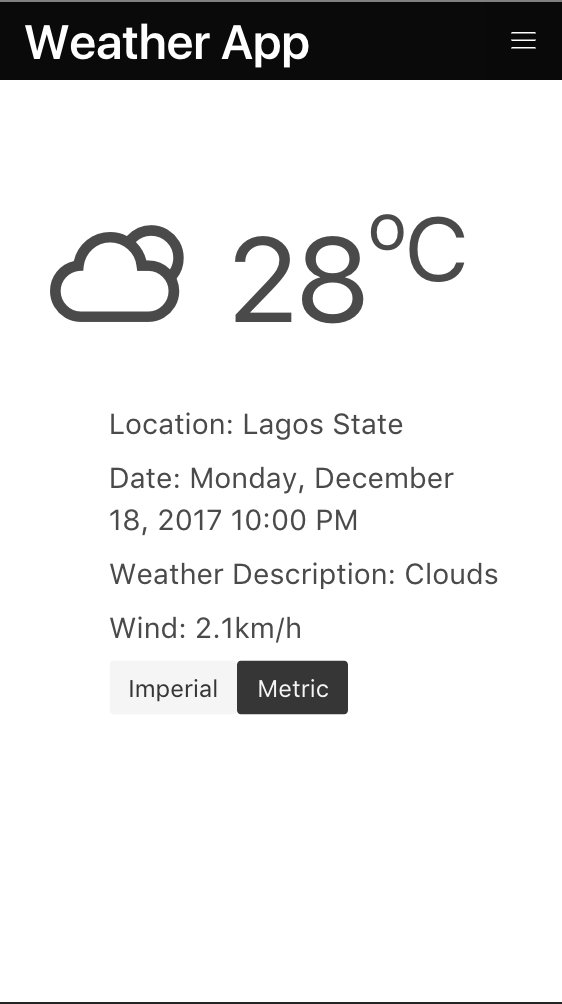 Weather App
28°C
Location: Lagos State
Date: Monday, December
18, 2017 10:00 PM
Weather Description: Clouds
Wind: 2.1km/h
Imperial Metric